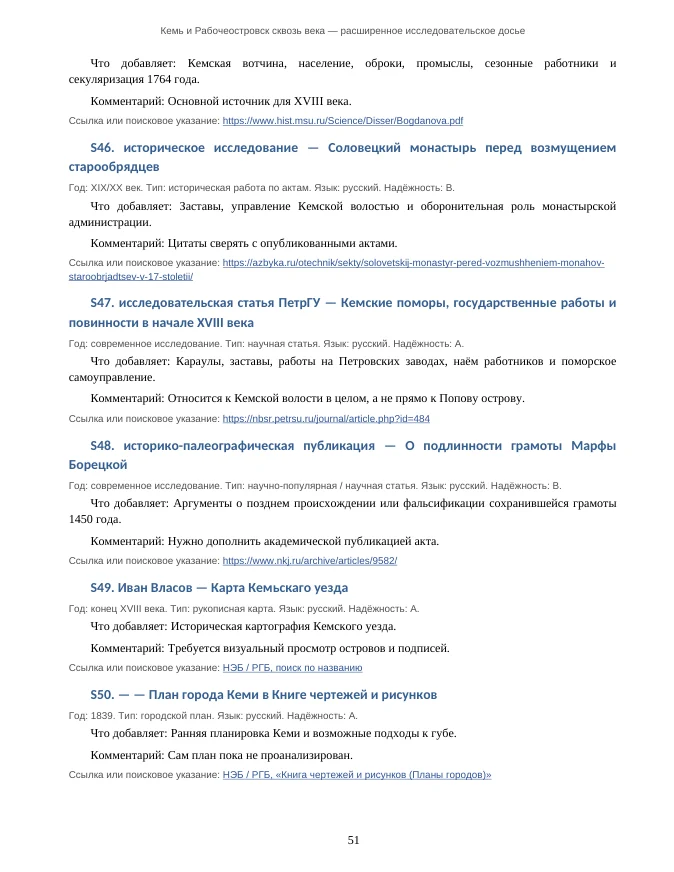 Кемь и Рабочеостровск сквозь века — расширенное исследовательское досье
Что добавляет: Кемская вотчина, население, оброки, промыслы, сезонные работники и
секуляризация 1764 года.
Комментарий: Основной источник для XVIII века.
Ссылка или поисковое указание: https://www.hist.msu.ru/Science/Disser/Bogdanova.pdf
S46. историческое исследование — Соловецкий монастырь перед возмущением
старообрядцев
Год: XIX/XX век. Тип: историческая работа по актам. Язык: русский. Надёжность: B.
Что добавляет: Заставы, управление Кемской волостью и оборонительная роль монастырской
администрации.
Комментарий: Цитаты сверять с опубликованными актами.
Ссылка или поисковое указание: https://azbyka.ru/otechnik/sekty/solovetskij-monastyr-pered-vozmushheniem-monahov-
staroobrjadtsev-v-17-stoletii/
S47. исследовательская статья ПетрГУ — Кемские поморы, государственные работы и
повинности в начале XVIII века
Год: современное исследование. Тип: научная статья. Язык: русский. Надёжность: A.
Что добавляет: Караулы, заставы, работы на Петровских заводах, наём работников и поморское
самоуправление.
Комментарий: Относится к Кемской волости в целом, а не прямо к Попову острову.
Ссылка или поисковое указание: https://nbsr.petrsu.ru/journal/article.php?id=484
S48. историко-палеографическая публикация — О подлинности грамоты Марфы
Борецкой
Год: современное исследование. Тип: научно-популярная / научная статья. Язык: русский. Надёжность: B.
Что добавляет: Аргументы о позднем происхождении или фальсификации сохранившейся грамоты
1450 года.
Комментарий: Нужно дополнить академической публикацией акта.
Ссылка или поисковое указание: https://www.nkj.ru/archive/articles/9582/
S49. Иван Власов — Карта Кемьскаго уезда
Год: конец XVIII века. Тип: рукописная карта. Язык: русский. Надёжность: A.
Что добавляет: Историческая картография Кемского уезда.
Комментарий: Требуется визуальный просмотр островов и подписей.
Ссылка или поисковое указание: НЭБ / РГБ, поиск по названию
S50. — — План города Кеми в Книге чертежей и рисунков
Год: 1839. Тип: городской план. Язык: русский. Надёжность: A.
Что добавляет: Ранняя планировка Кеми и возможные подходы к губе.
Комментарий: Сам план пока не проанализирован.
Ссылка или поисковое указание: НЭБ / РГБ, «Книга чертежей и рисунков (Планы городов)»
51